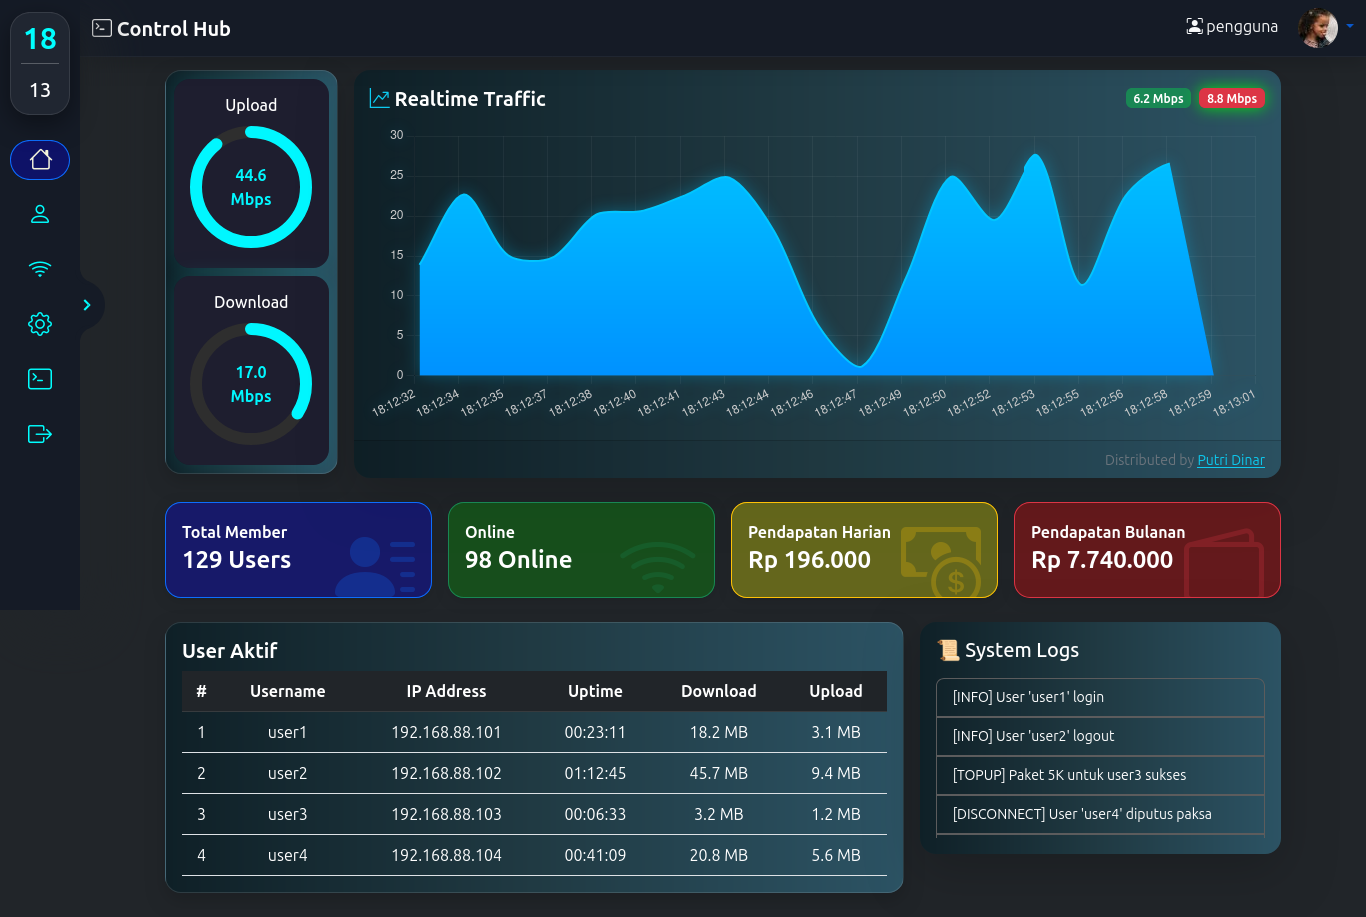 18
13
Control Hub
pengguna
Upload
44.6
Mbps
Download
17.0
Mbps
Realtime Traffic
6.2 Mbps
8.8 Mbps
30
25
20
15
10
5
0
18:12:32
18:12:34
18:12:35
18:12:37
18:12:38
18:12:40
18:12:41
18:12:43
18:12:44
18:12:46
18:12:47
18:12:49
18:12:50
18:12:52
18:12:53
18:12:55
18:12:56
18:12:58
18:12:59
18:13:01
Distributed by Putri Dinar
Total Member
129 Users
Online
98 Online
Pendapatan Harian
Rp 196.000
Pendapatan Bulanan
Rp 7.740.000
User Aktif
# Username IP Address Uptime Download Upload
1 user1 192.168.88.101 00:23:11 18.2 MB 3.1 MB
2 user2 192.168.88.102 01:12:45 45.7 MB 9.4 MB
3 user3 192.168.88.103 00:06:33 3.2 MB 1.2 MB
4 user4 192.168.88.104 00:41:09 20.8 MB 5.6 MB
📜 System Logs
[INFO] User 'user1' login
[INFO] User 'user2' logout
[TOPUP] Paket 5K untuk user3 sukses
[DISCONNECT] User 'user4' diputus paksa